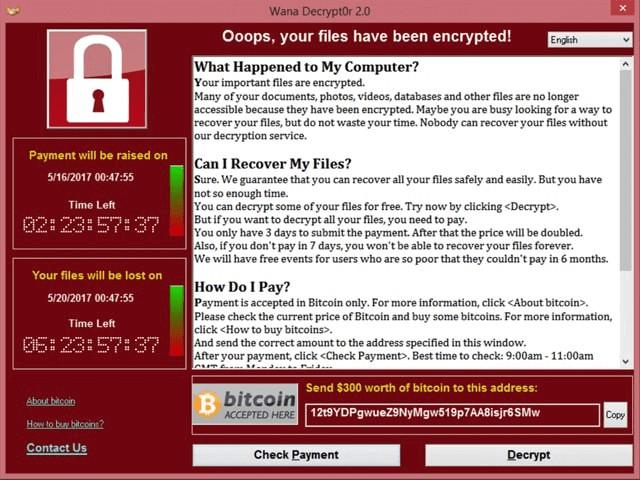 Wana Decrypt0r 2.0
Ooops, your files have been encrypted!
English
Payment will be raised on
5/16/2017 00:47:55
Time Left
02:23:57:37
Your files will be lost on
5/20/2017 00:47:55
Time Left
06:23:57:37
About bitcoin
How to buy bitcoins?
Contact Us
What Happened to My Computer?
Your important files are encrypted.
Many of your documents, photos, videos, databases and other files are no longer
accessible because they have been encrypted. Maybe you are busy looking for a way to
recover your files, but do not waste your time. Nobody can recover your files without
our decryption service.
Can I Recover My Files?
Sure. We guarantee that you can recover all your files safely and easily. But you have
not so enough time.
You can decrypt some of your files for free. Try now by clicking <Decrypt>.
But if you want to decrypt all your files, you need to pay.
You only have 3 days to submit the payment. After that the price will be doubled.
Also, if you don't pay in 7 days, you won't be able to recover your files forever.
We will have free events for users who are so poor that they couldn't pay in 6 months.
How Do I Pay?
Payment is accepted in Bitcoin only. For more information, click <About bitcoin>.
Please check the current price of Bitcoin and buy some bitcoins. For more information,
click <How to buy bitcoins>.
And send the correct amount to the address specified in this window.
After your payment, click <Check Payment>. Best time to check: 9:00am - 11:00am
GMT from Monday to Friday.
bitcoin
ACCEPTED HERE
Send $300 worth of bitcoin to this address:
12t9YDPgwueZ9NyMgw519p7AA8isjr6SMw
Copy
Check Payment
Decrypt